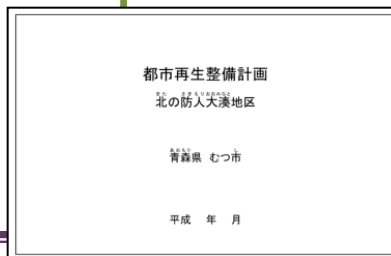 都市再生整備計画
北の防人大湊地区
青森県 むつ市
平成 年 月